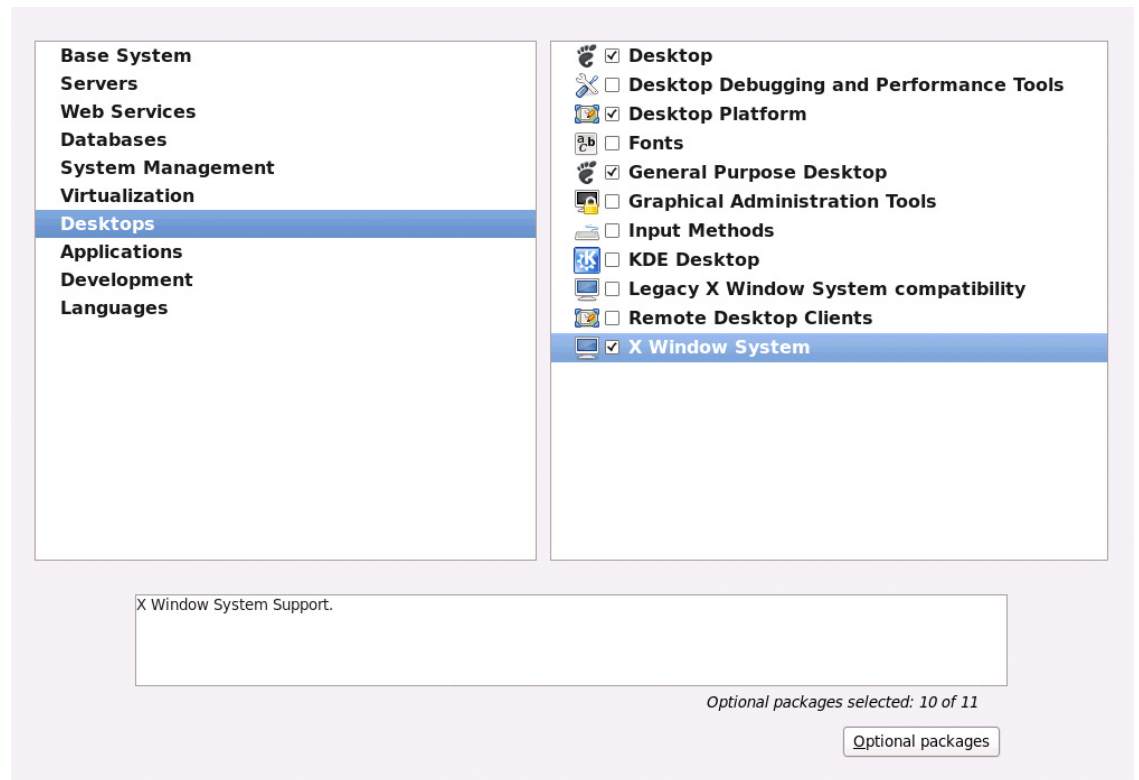 Base System
Servers
Web Services
Databases
System Management
Virtualization
Desktops
Applications
Development
Languages
Desktop
Desktop Debugging and Performance Tools
Desktop Platform
Fonts
General Purpose Desktop
Graphical Administration Tools
Input Methods
KDE Desktop
Legacy X Window System compatibility
Remote Desktop Clients
X Window System
X Window System Support.
Optional packages selected: 10 of 11
Optional packages